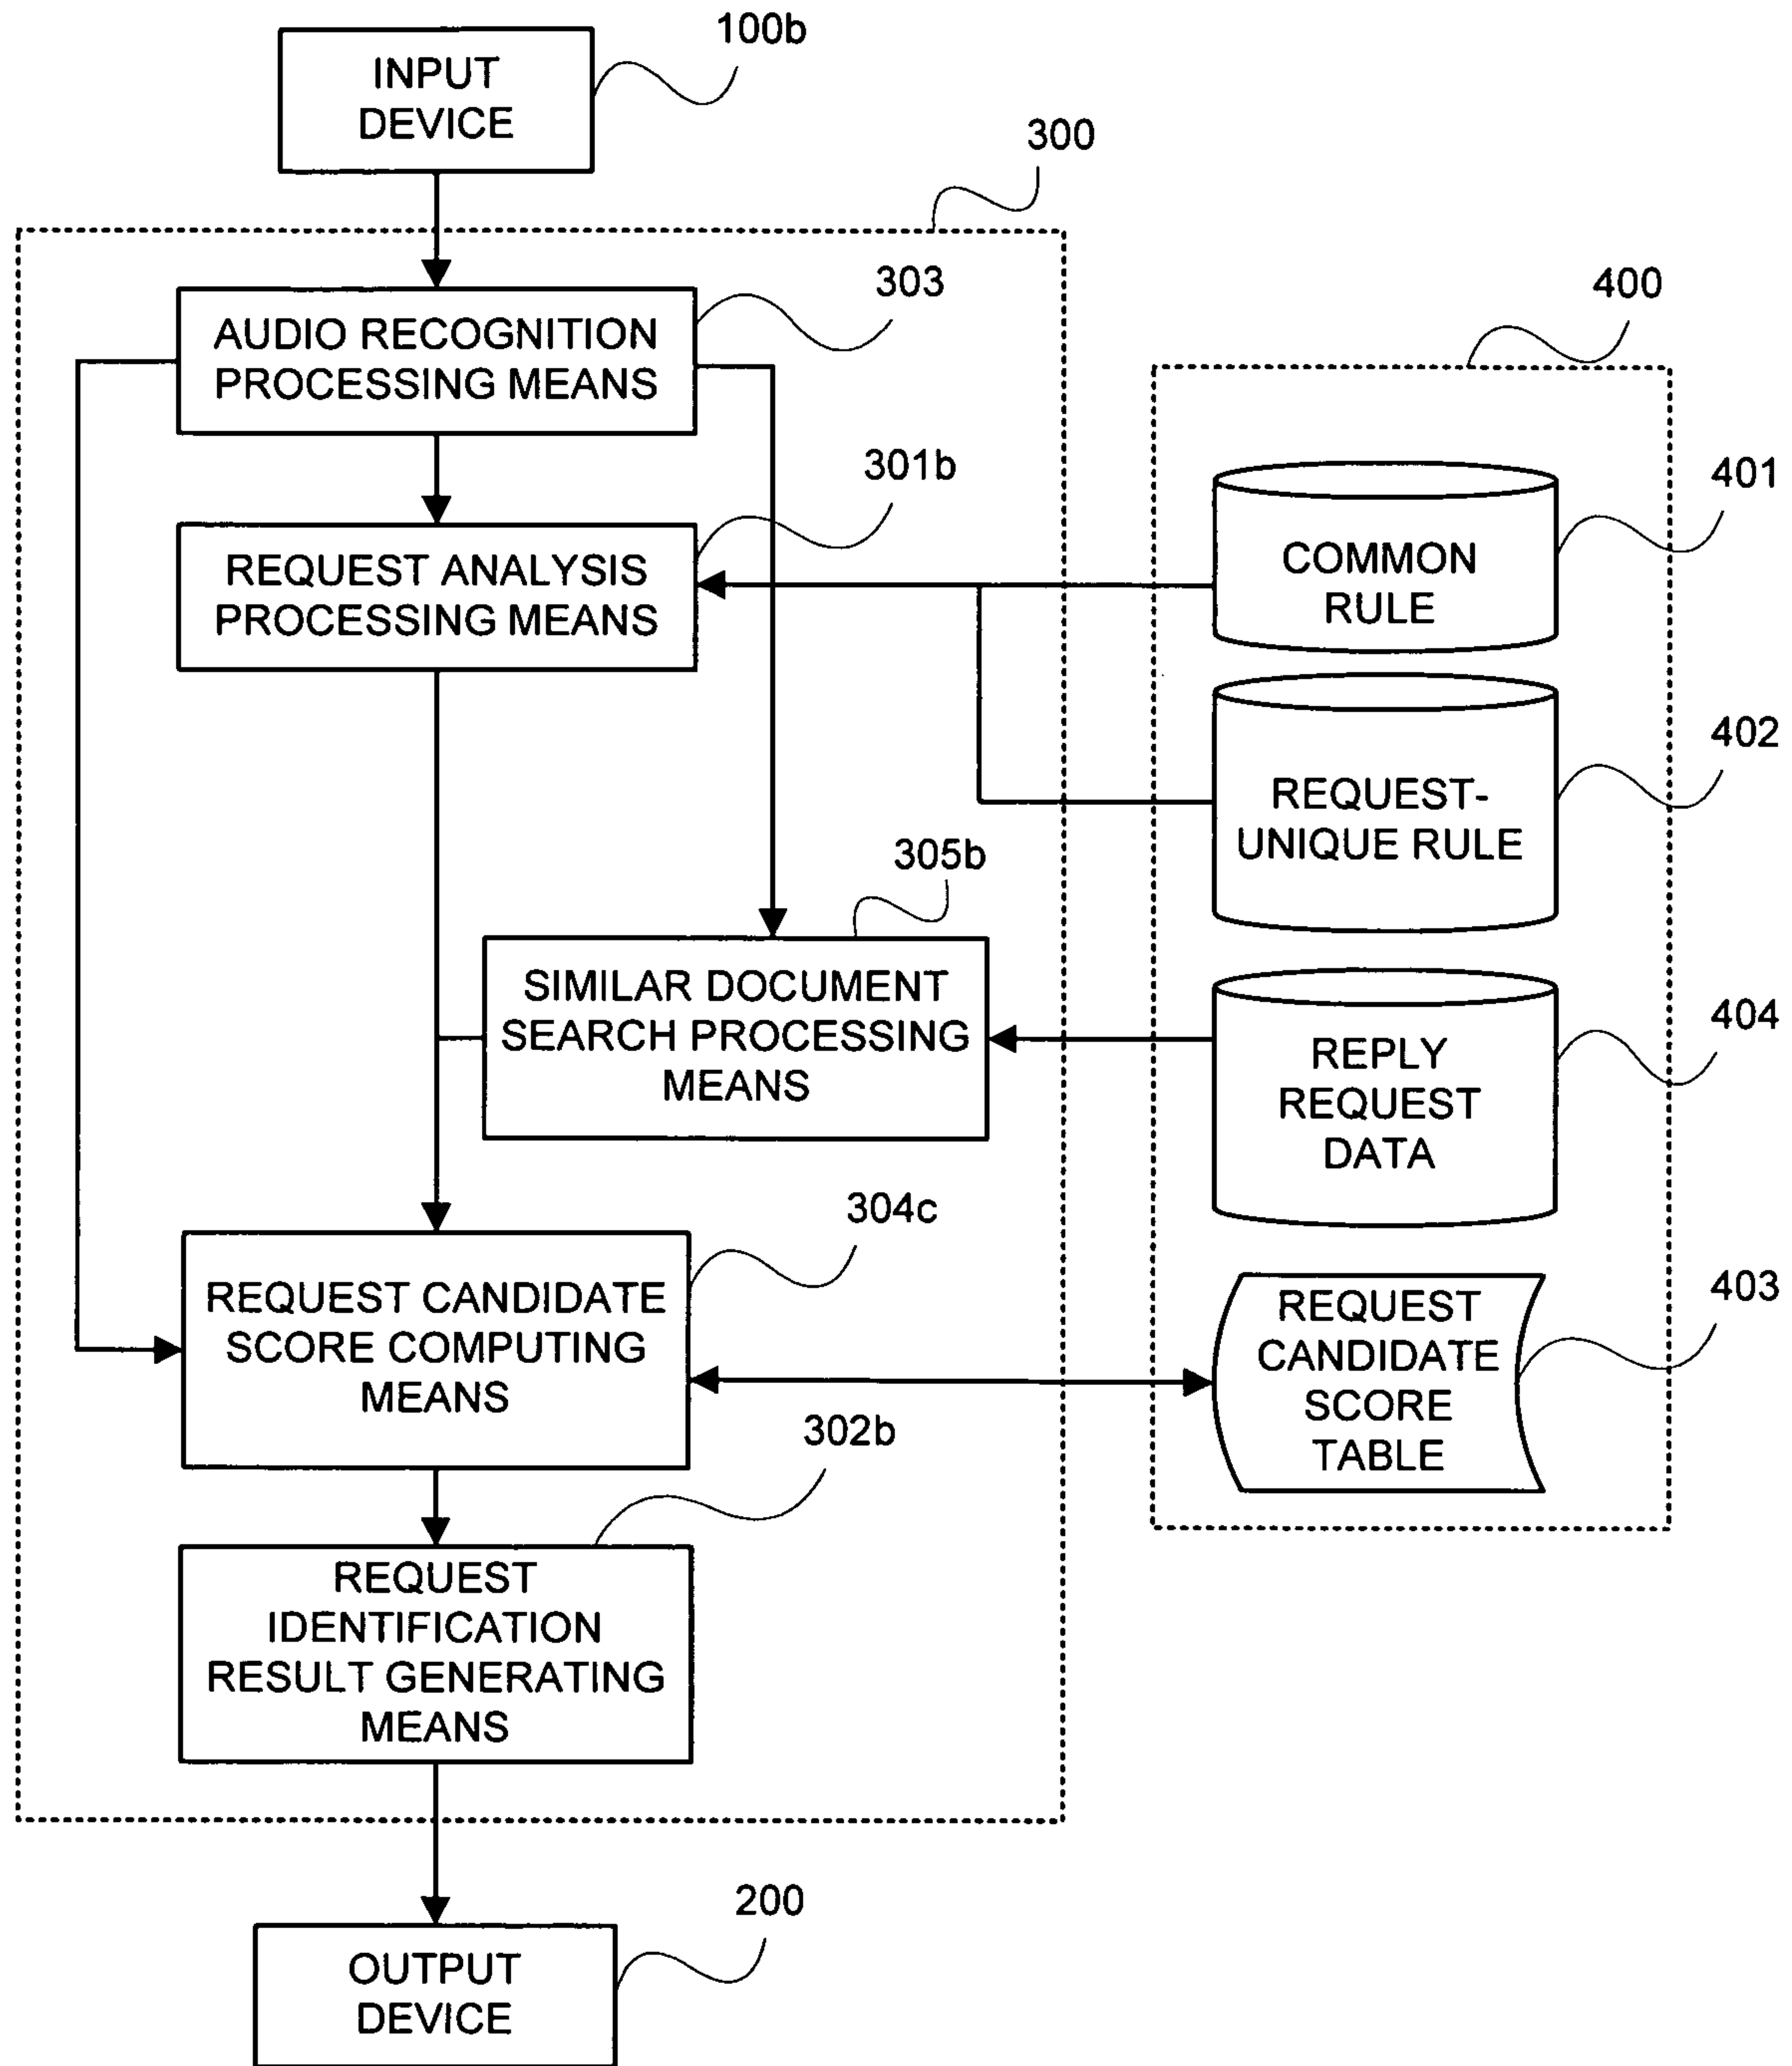 100b
INPUT
DEVICE
300
303
AUDIO RECOGNITION
PROCESSING MEANS
400
301b
REQUEST ANALYSIS
PROCESSING MEANS
401
COMMON
RULE
402
REQUEST-
UNIQUE RULE
305b
SIMILAR DOCUMENT
SEARCH PROCESSING
MEANS
404
REPLY
REQUEST
DATA
304c
REQUEST CANDIDATE
SCORE COMPUTING
MEANS
403
REQUEST
CANDIDATE
SCORE
TABLE
302b
REQUEST
IDENTIFICATION
RESULT GENERATING
MEANS
200
OUTPUT
DEVICE